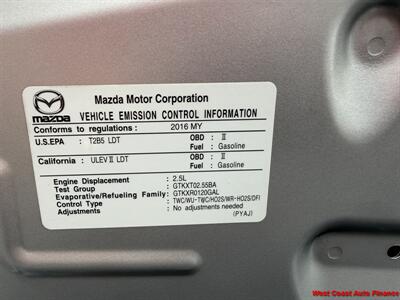 Mazda Motor Corporation
mazda
VEHICLE EMISSION CONTROL INFORMATION
Conforms to regulations : 2016 MY
U.S.EPA : T2B5 LDT OBD : II
Fuel : Gasoline
California : ULEV II LDT OBD : II
Fuel : Gasoline
Engine Displacement : 2.5L
Test Group : GTKXT02.55BA
Evaporative/Refueling Family: GTKXR0120GAL
Control Type : TWC/WU-TWC/HO2S/WR-HO2S/DFI
Adjustments : No adjustments needed
(PYAJ)
West Coast Auto Finance